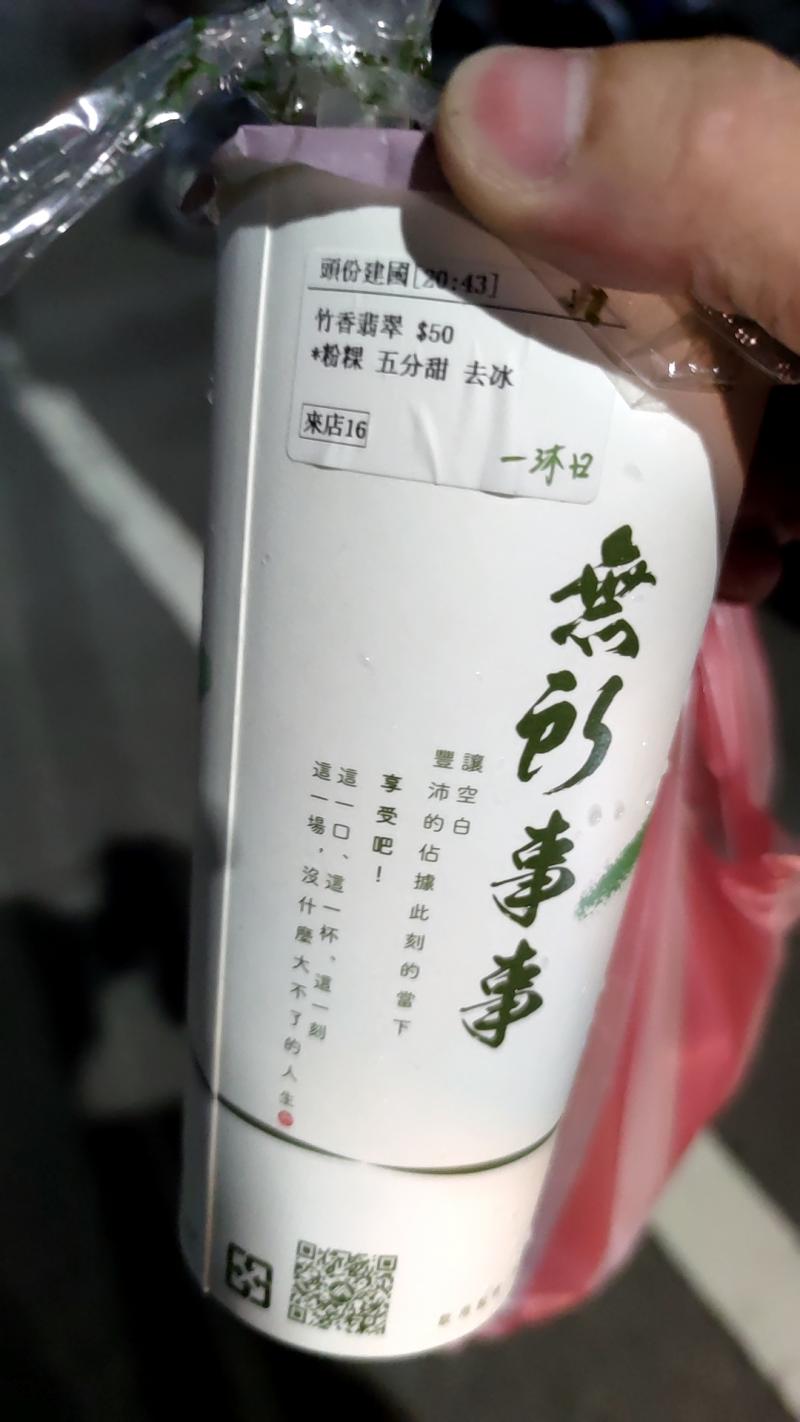 頭份建國[20:43]
竹香翡翠 $50
*粉粿 五分甜 去冰
來店16
一沐日
無所事事
讓空白
豐沛的佔據此刻的當下
享受吧!
這一口、這一杯、這一刻
這一場,沒什麼大不了的人生